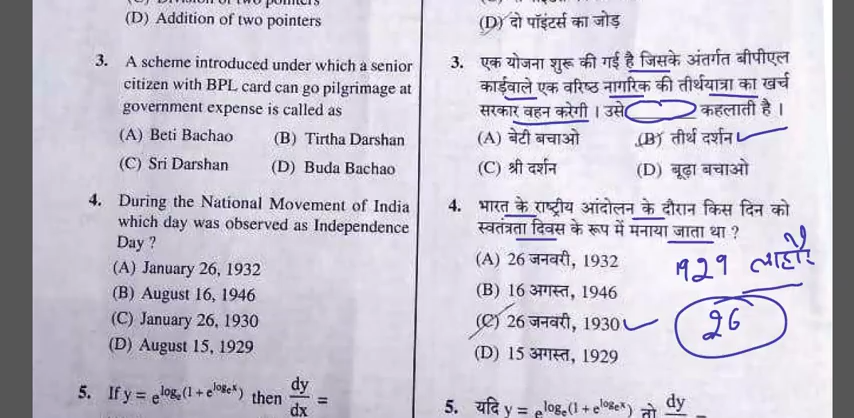 (D) Addition of two pointers
3. A scheme introduced under which a senior
citizen with BPL card can go pilgrimage at
government expense is called as
(A) Beti Bachao (B) Tirtha Darshan
(C) Sri Darshan (D) Buda Bachao
4. During the National Movement of India
which day was observed as Independence
Day ?
(A) January 26, 1932
(B) August 16, 1946
(C) January 26, 1930
(D) August 15, 1929
5. If y = e^log_e(1 + e^log_e x) then dy/dx =
(D) दो पॉइंटर्स का जोड़
3. एक योजना शुरू की गई है जिसके अंतर्गत बीपीएल
कार्डवाले एक वरिष्ठ नागरिक की तीर्थयात्रा का खर्च
सरकार वहन करेगी । उसे कहलाती है ।
(A) बेटी बचाओ (B) तीर्थ दर्शन
(C) श्री दर्शन (D) बूढ़ा बचाओ
4. भारत के राष्ट्रीय आंदोलन के दौरान किस दिन को
स्वतंत्रता दिवस के रूप में मनाया जाता था ?
(A) 26 जनवरी, 1932
(B) 16 अगस्त, 1946
(C) 26 जनवरी, 1930
(D) 15 अगस्त, 1929
1929 लाहौर
26
5. यदि y = e^log_e(1 + e^log_e x) तो dy